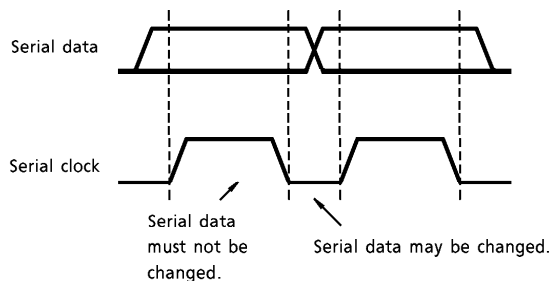 Serial data
Serial clock
Serial data
must not be
changed.
Serial data may be changed.